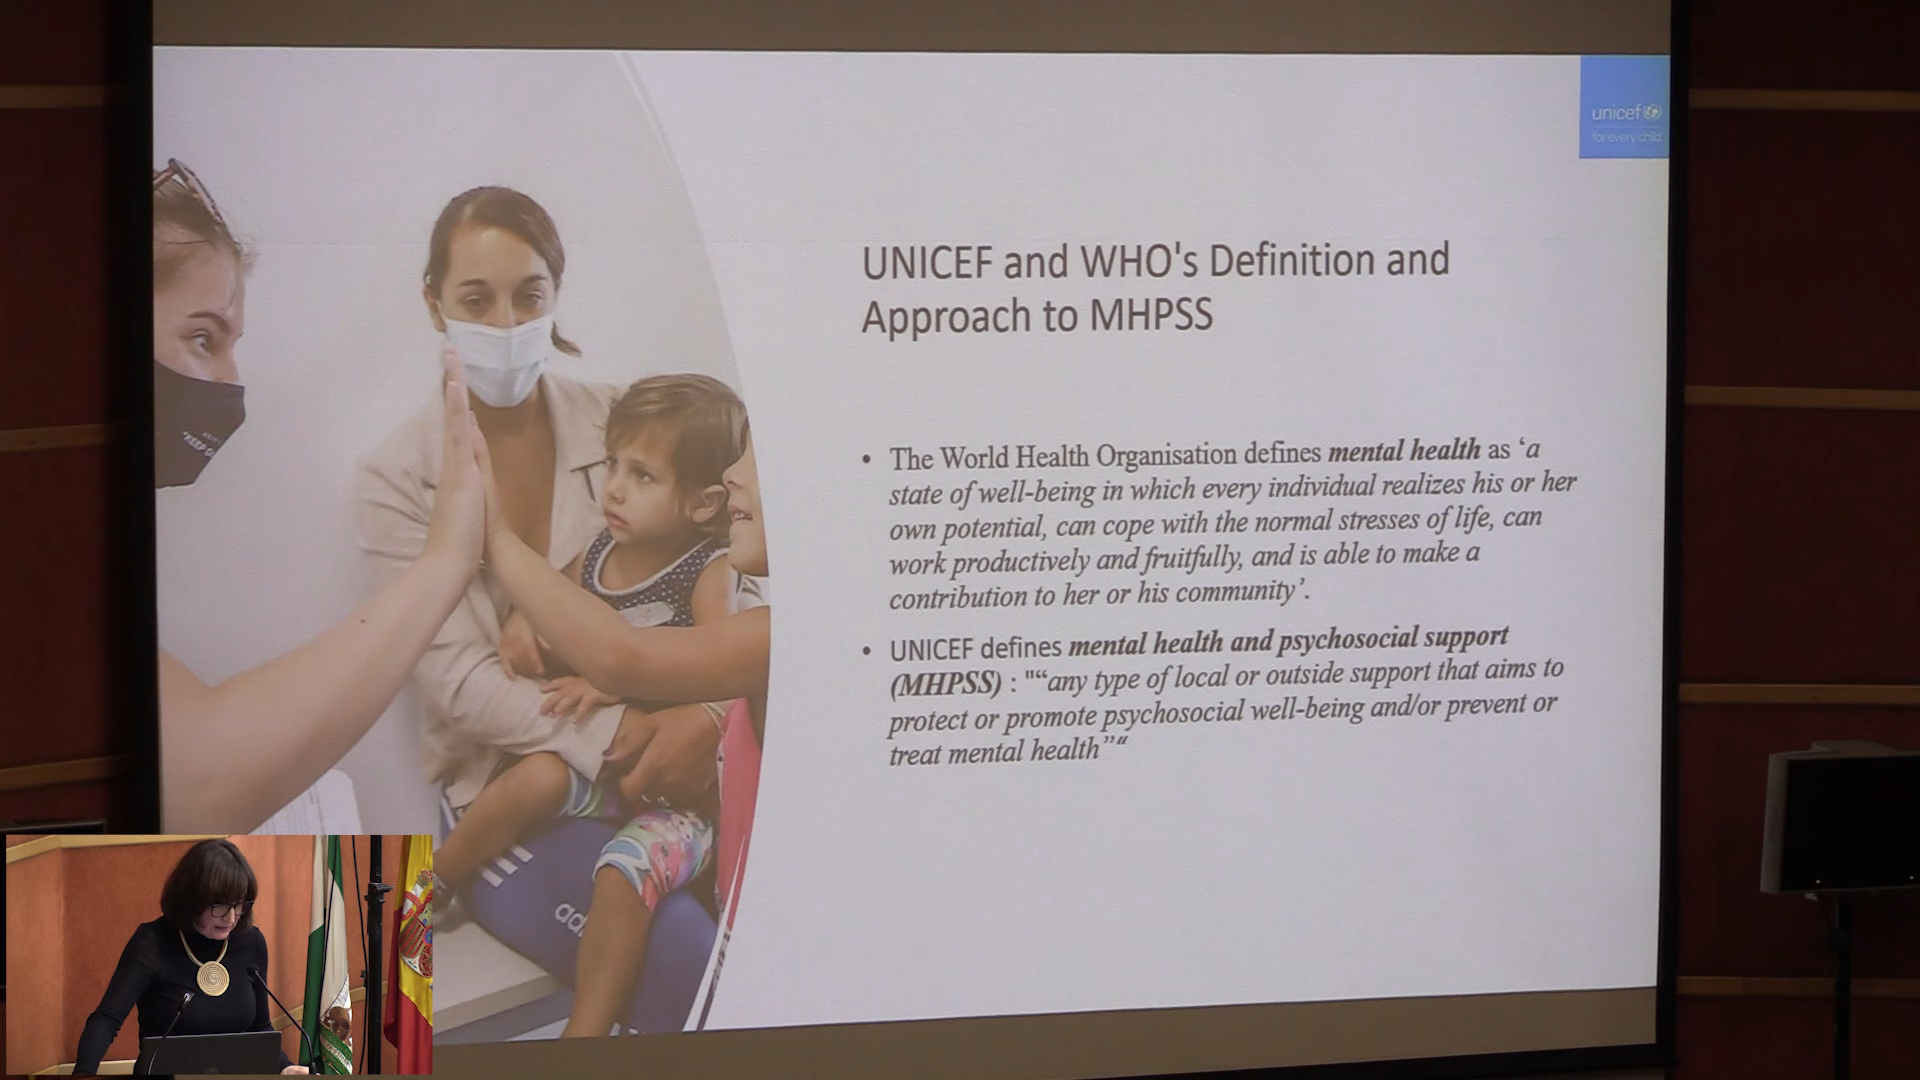 unicef
for every child
UNICEF and WHO's Definition and
Approach to MHPSS
• The World Health Organisation defines mental health as ‘a
state of well-being in which every individual realizes his or her
own potential, can cope with the normal stresses of life, can
work productively and fruitfully, and is able to make a
contribution to her or his community’.
• UNICEF defines mental health and psychosocial support
(MHPSS) : "“any type of local or outside support that aims to
protect or promote psychosocial well-being and/or prevent or
treat mental health”“
"KEEP